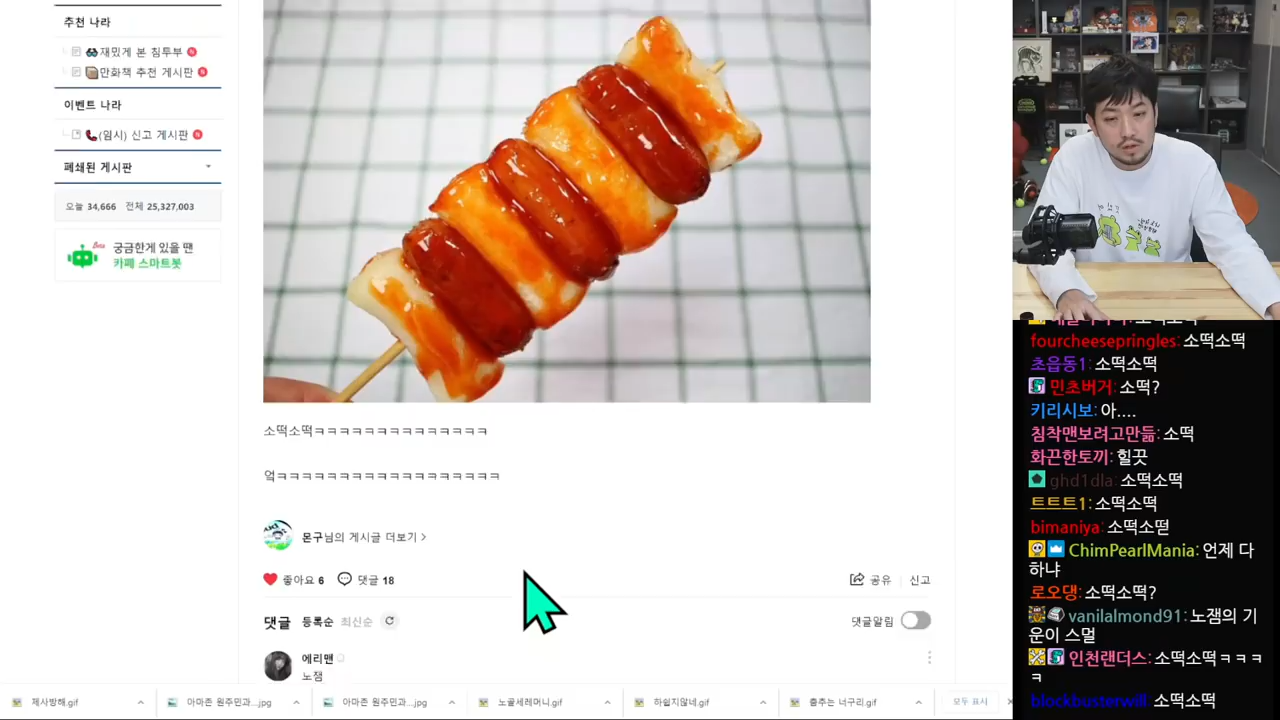 추천 나라
재밌게 본 침투부
만화책 추천 게시판
이벤트 나라
(임시) 신고 게시판
폐쇄된 게시판
오늘 34,666 전체 25,327,003
궁금한게 있을 땐
카페 스마트봇
Beta
소떡소떡ㅋㅋㅋㅋㅋㅋㅋㅋㅋㅋㅋㅋㅋㅋ
엌ㅋㅋㅋㅋㅋㅋㅋㅋㅋㅋㅋㅋㅋㅋㅋㅋㅋㅋ
몬구님의 게시글 더보기 >
좋아요 6 댓글 18
공유 신고
댓글 등록순 최신순
댓글알림
에리맨
노잼
제사방해.gif
아마존 원주민과....jpg
아마존 원주민과....jpg
노골세레머니.gif
하쉽지않네.gif
춤추는 너구리.gif
모두 표시
fourcheesepringles: 소떡소떡
초읍동1: 소떡소떡
민초버거: 소떡?
키리시보: 아....
침착맨보려고만듦: 소떡
화끈한토끼: 힐끗
ghd1dla: 소떡소떡
트트트1: 소떡소떡
bimaniya: 소떡소떧
ChimPearlMania: 언제 다
하냐
로오댕: 소떡소떡?
vanilalmond91: 노잼의 기
운이 스멀
인천랜더스: 소떡소떡ㅋㅋㅋ
ㅋ
blockbusterwill: 소떡소떡